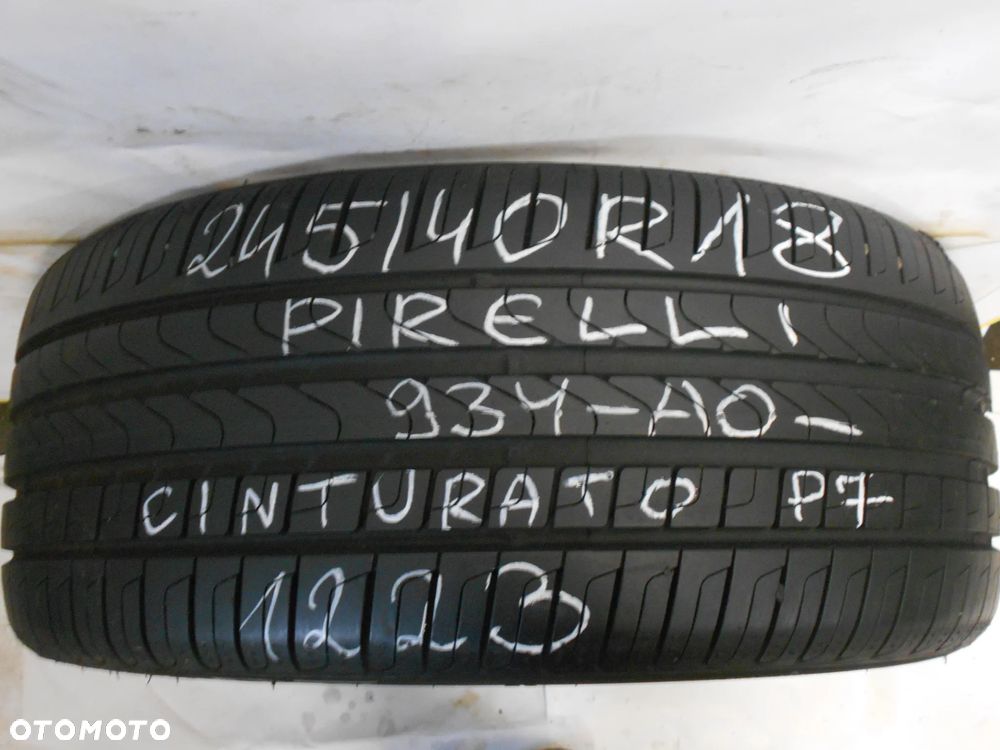 245/40R18
PIRELLI
93Y-AO-
CINTURATO P7
1223
OTOMOTO